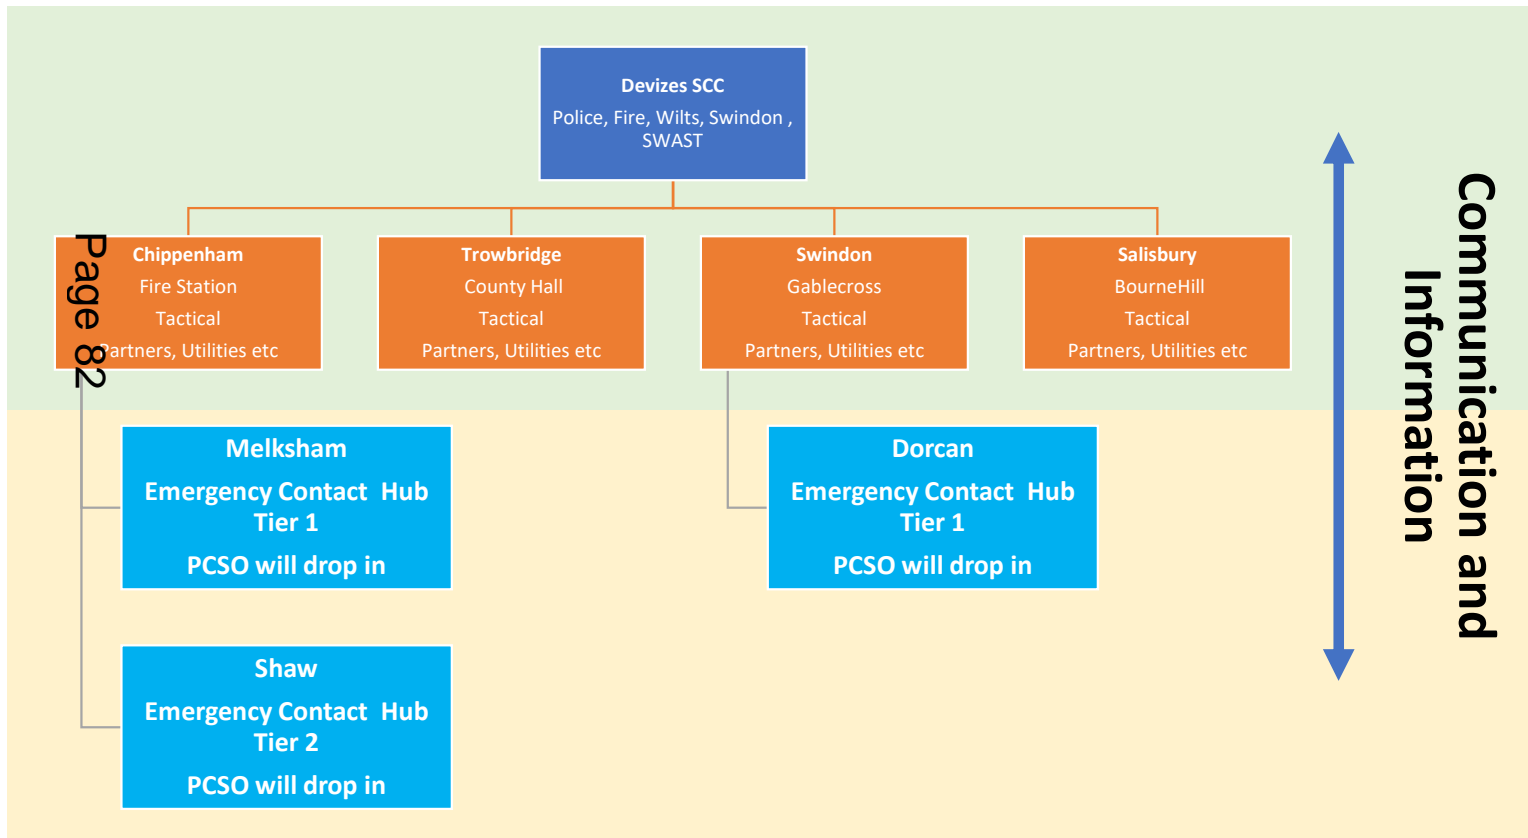 Devizes SCC
Police, Fire, Wilts, Swindon ,
SWAST
Chippenham
Fire Station
Tactical
Partners, Utilities etc
Trowbridge
County Hall
Tactical
Partners, Utilities etc
Swindon
Gablecross
Tactical
Partners, Utilities etc
Salisbury
BourneHill
Tactical
Partners, Utilities etc
Page 82
Melksham
Emergency Contact Hub
Tier 1
PCSO will drop in
Dorcan
Emergency Contact Hub
Tier 1
PCSO will drop in
Shaw
Emergency Contact Hub
Tier 2
PCSO will drop in
Communication and
Information